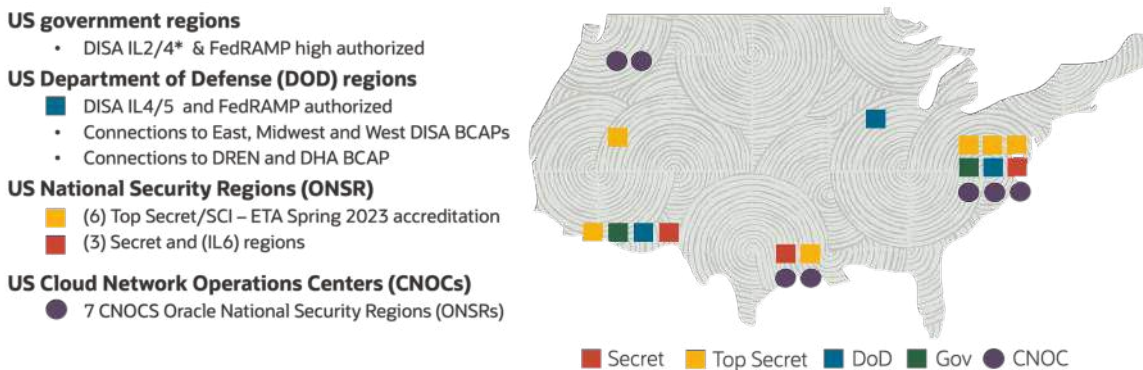 US government regions
• DISA IL2/4* & FedRAMP high authorized
US Department of Defense (DOD) regions
DISA IL4/5 and FedRAMP authorized
• Connections to East, Midwest and West DISA BCAPs
• Connections to DREN and DHA BCAP
US National Security Regions (ONSR)
(6) Top Secret/SCI – ETA Spring 2023 accreditation
(3) Secret and (IL6) regions
US Cloud Network Operations Centers (CNOCs)
7 CNOCS Oracle National Security Regions (ONSRs)
Secret Top Secret DoD Gov CNOC